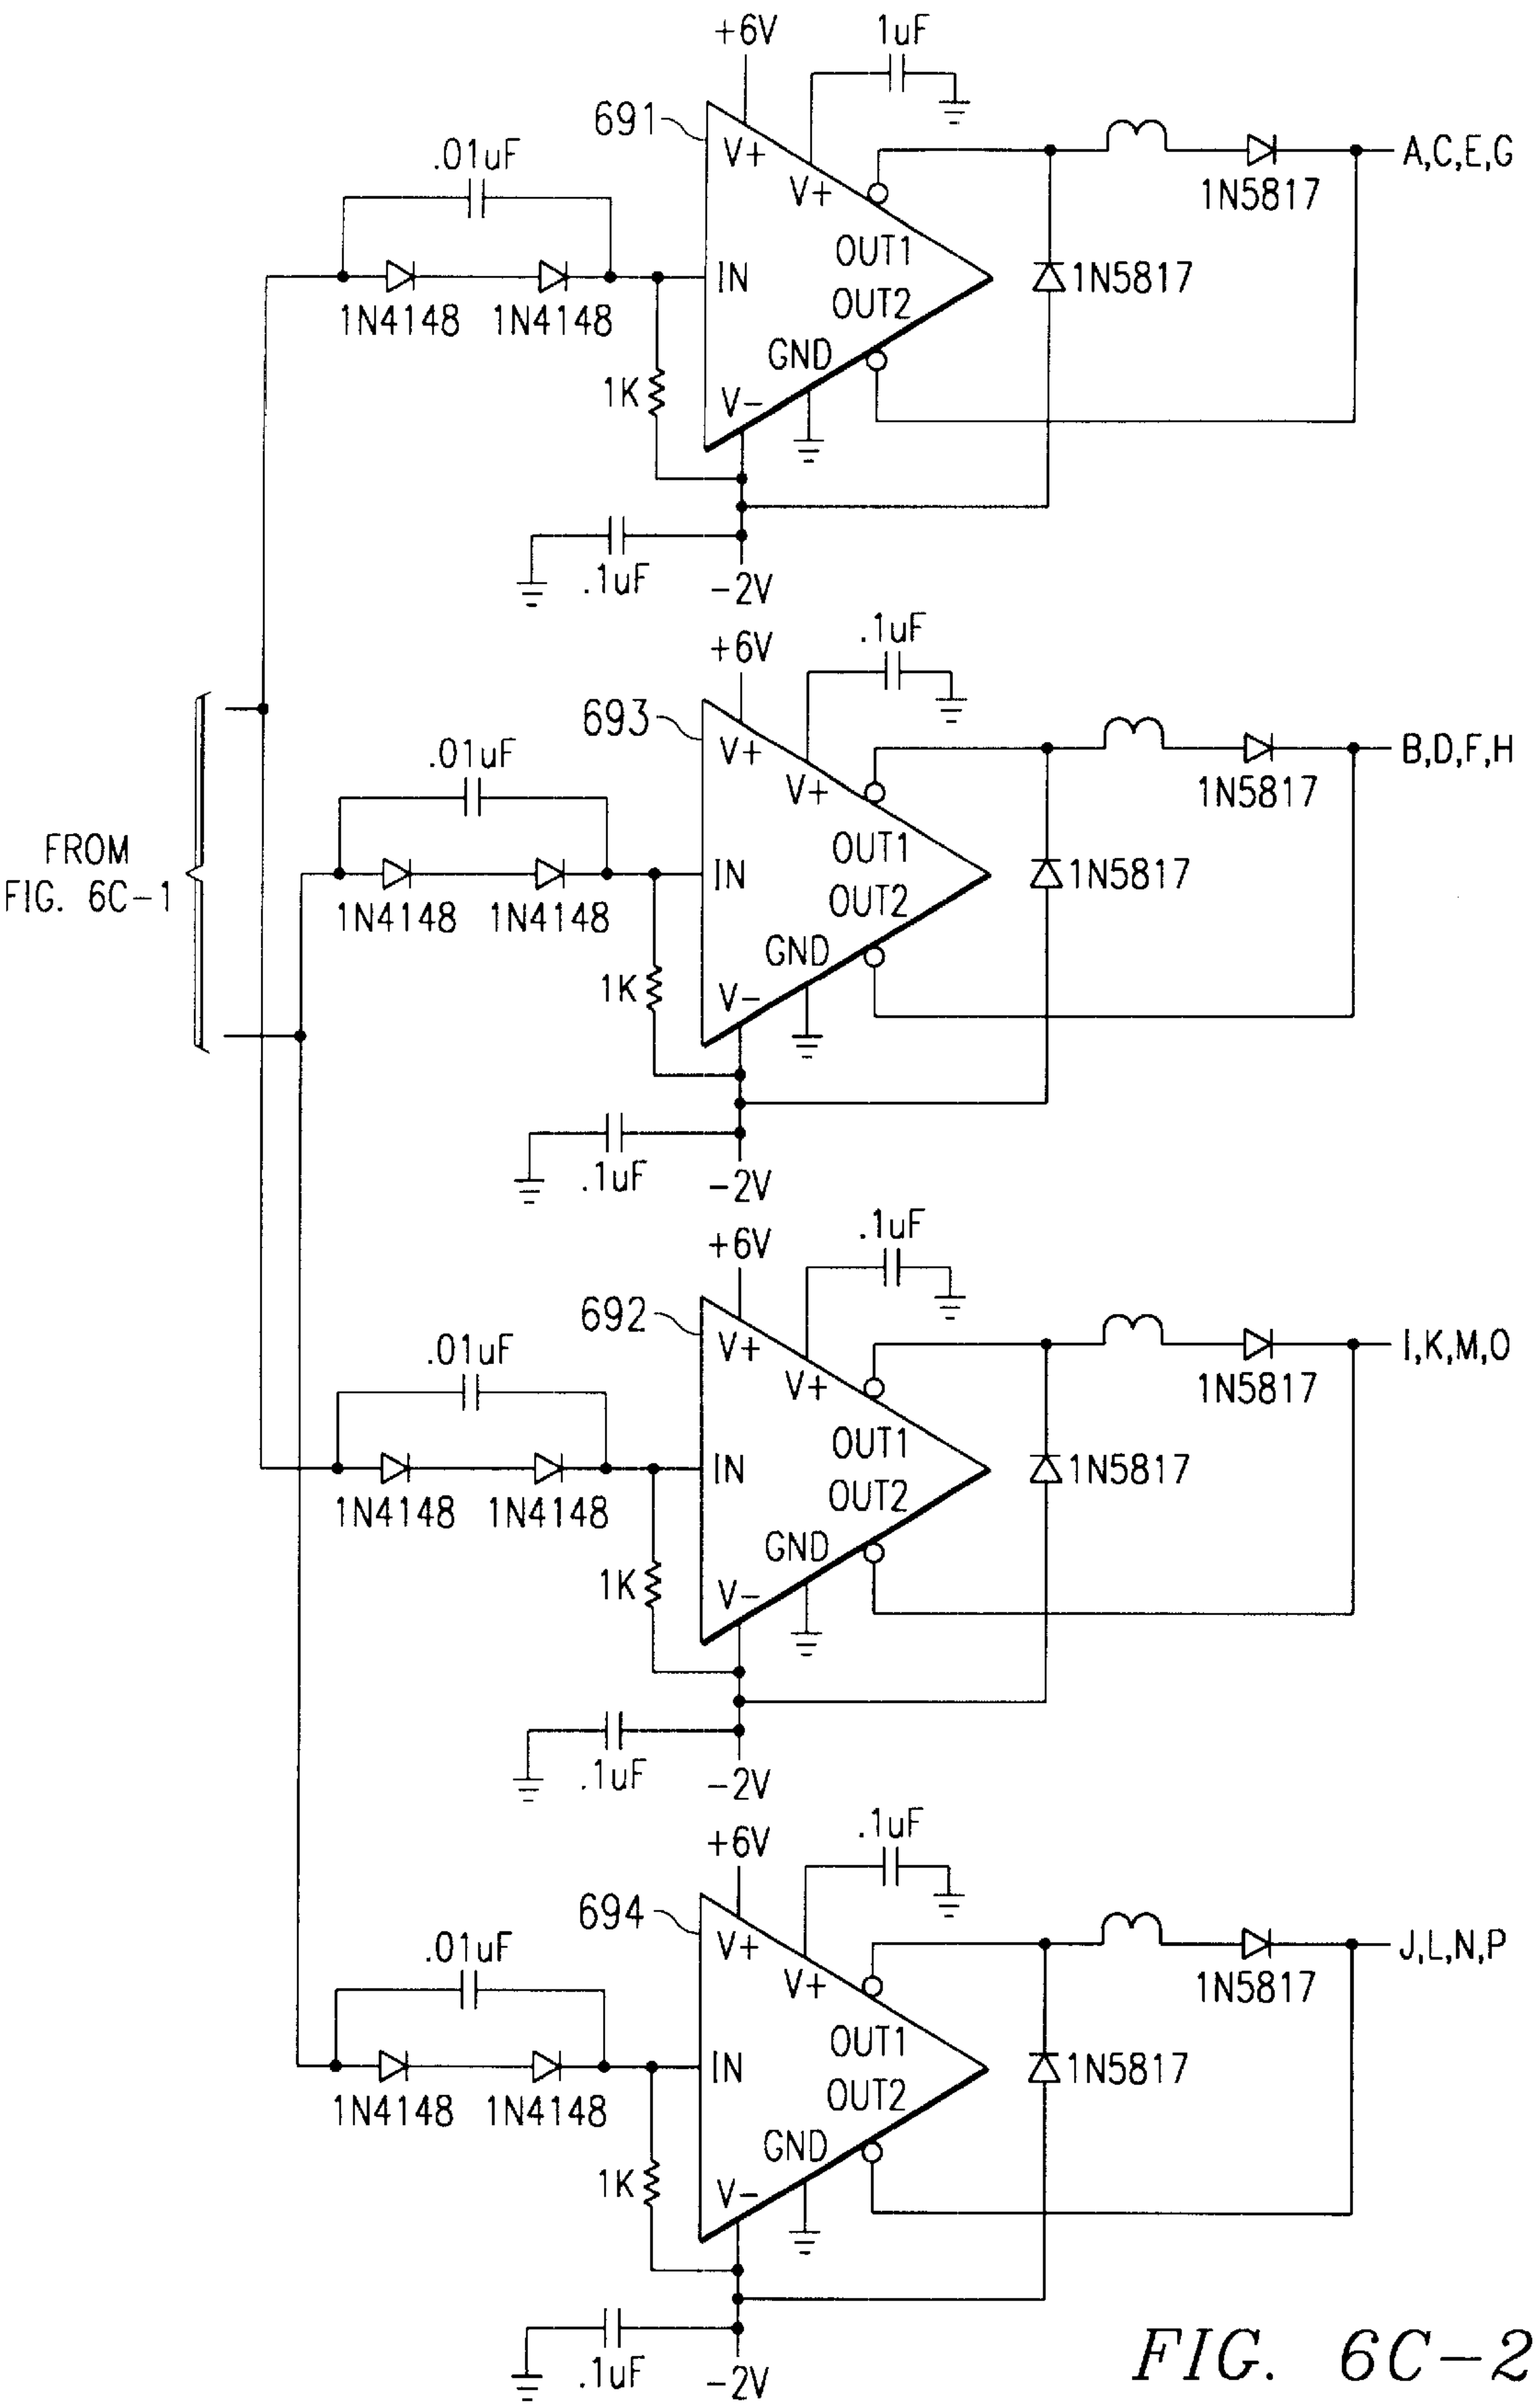 +6V
1uF
691
V+
V+
.01uF
A,C,E,G
1N5817
OUT1
IN
OUT2
1N5817
1N4148
1N4148
GND
1K
V-
.1uF
-2V
+6V
.1uF
693
V+
V+
.01uF
B,D,F,H
1N5817
FROM
FIG. 6C-1
OUT1
IN
OUT2
1N5817
1N4148
1N4148
GND
1K
V-
.1uF
-2V
+6V
.1uF
692
V+
V+
.01uF
I,K,M,O
1N5817
OUT1
IN
OUT2
1N5817
1N4148
1N4148
GND
1K
V-
.1uF
-2V
+6V
.1uF
694
V+
V+
.01uF
J,L,N,P
1N5817
OUT1
IN
OUT2
1N5817
1N4148
1N4148
GND
1K
V-
.1uF
-2V
FIG. 6C-2